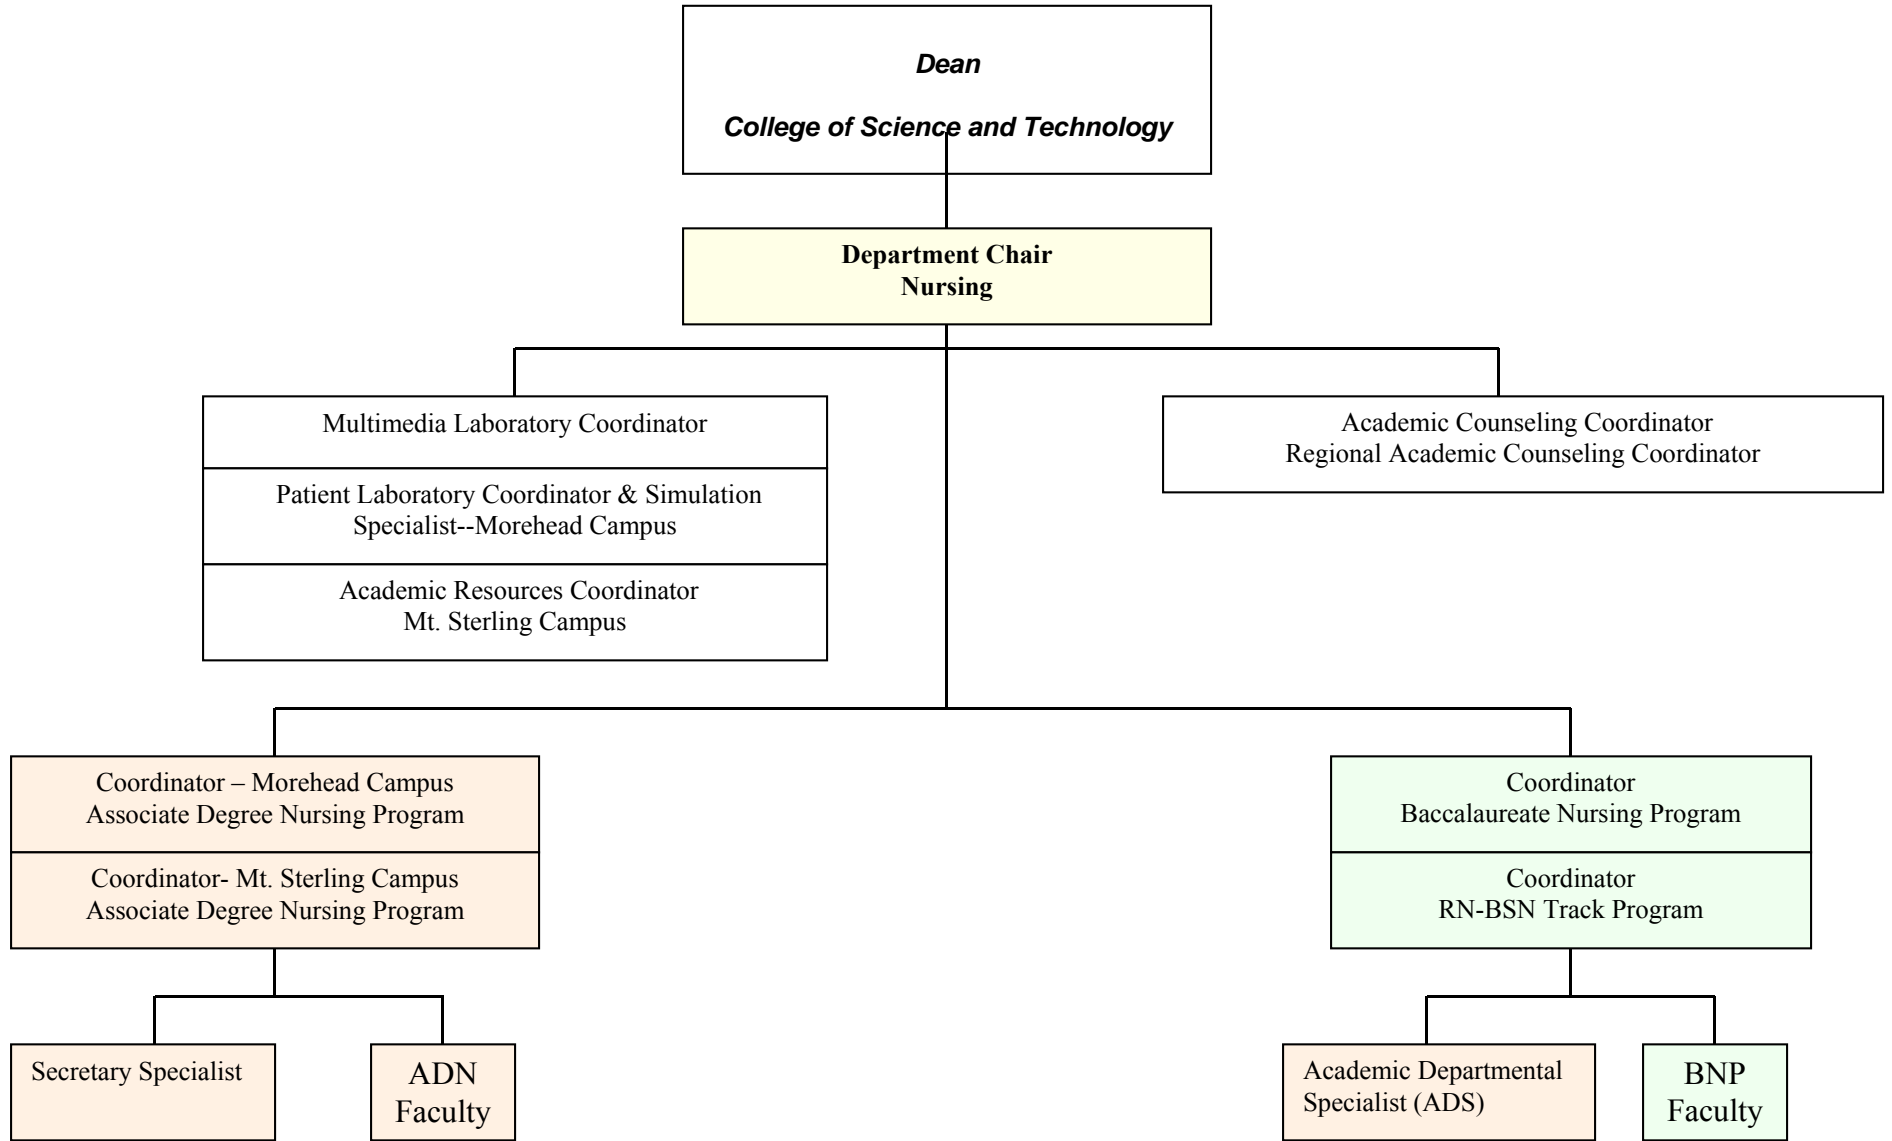 Dean
College of Science and Technology
Department Chair
Nursing
Multimedia Laboratory Coordinator
Patient Laboratory Coordinator & Simulation
Specialist--Morehead Campus
Academic Resources Coordinator
Mt. Sterling Campus
Academic Counseling Coordinator
Regional Academic Counseling Coordinator
Coordinator – Morehead Campus
Associate Degree Nursing Program
Coordinator- Mt. Sterling Campus
Associate Degree Nursing Program
Coordinator
Baccalaureate Nursing Program
Coordinator
RN-BSN Track Program
Secretary Specialist
ADN
Faculty
Academic Departmental
Specialist (ADS)
BNP
Faculty